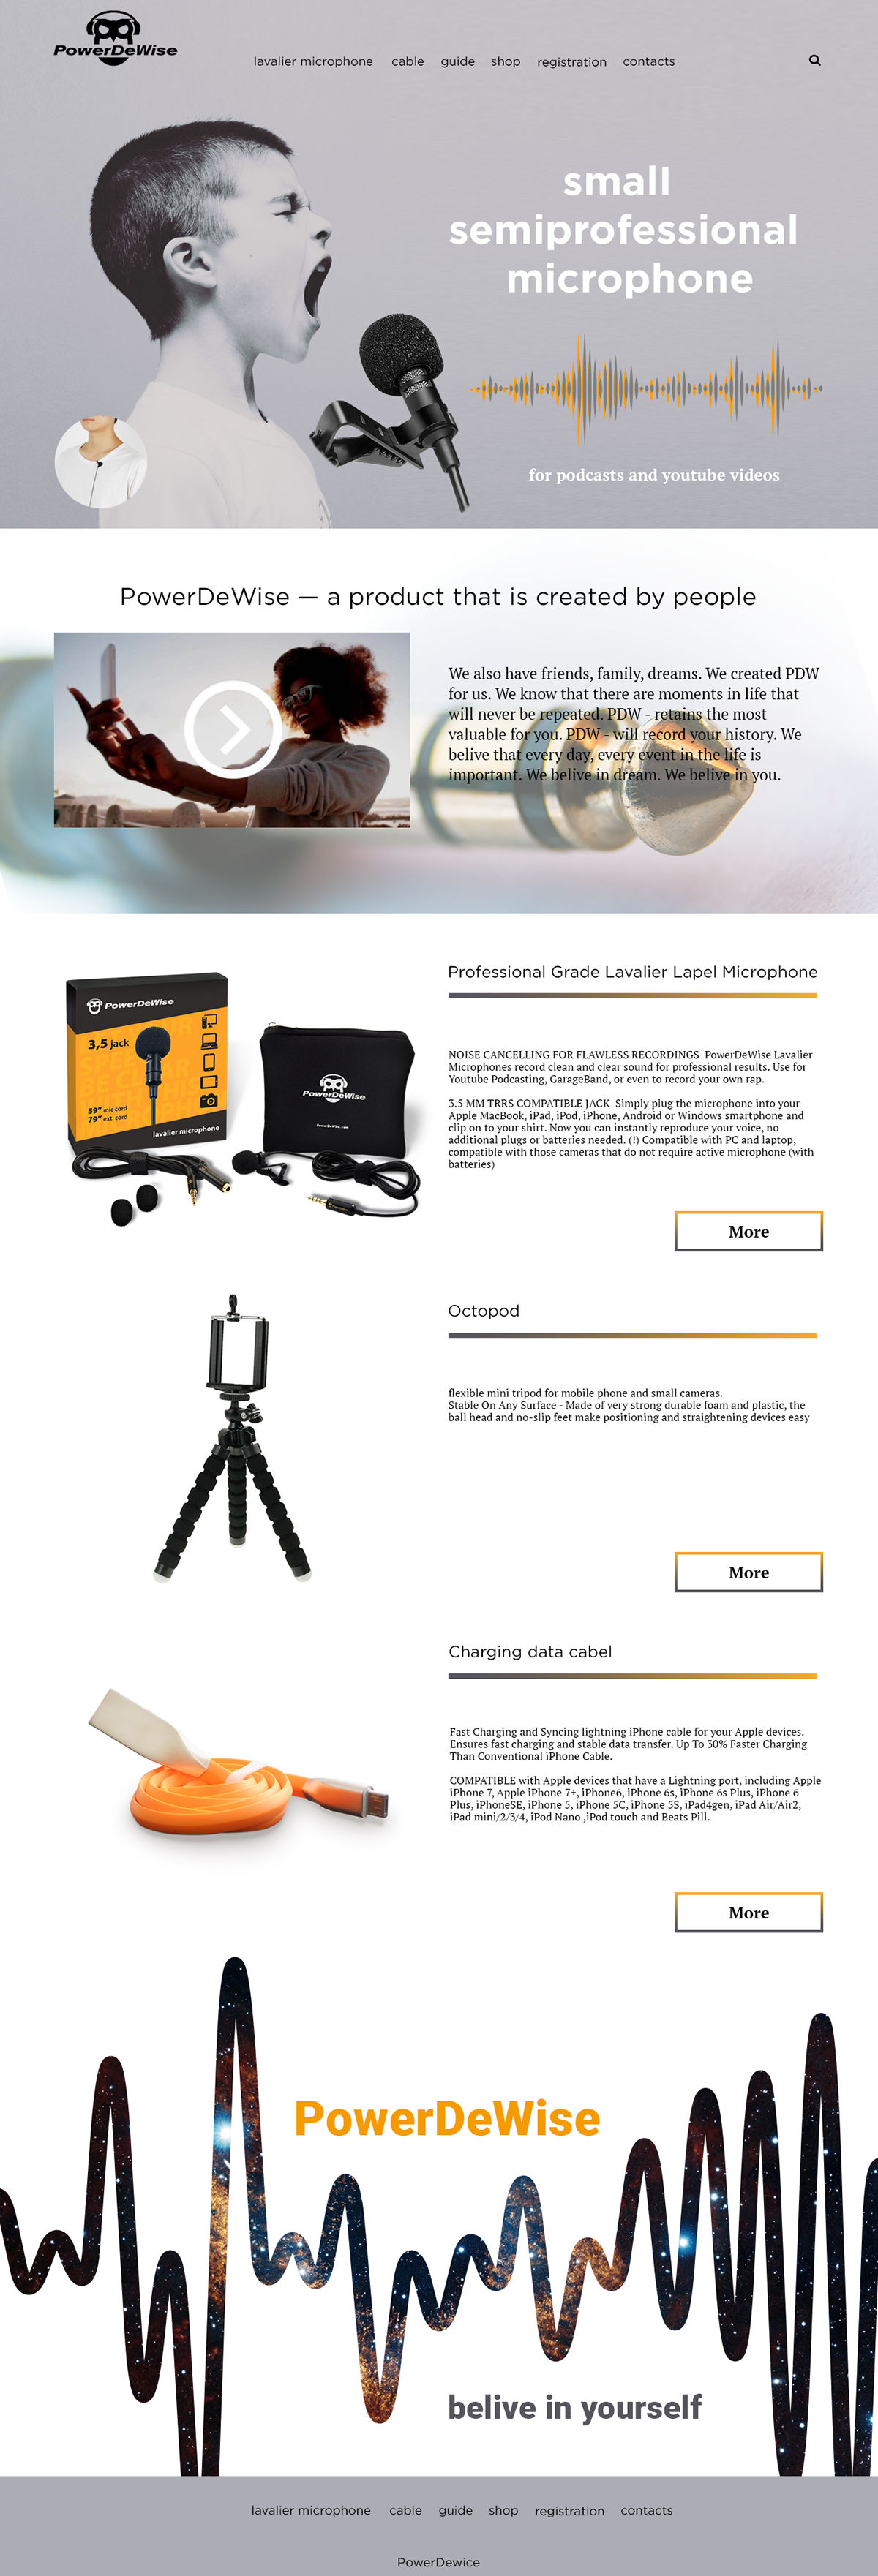 PowerDeWise
lavalier microphone cable guide shop registration contacts
small
semiprofessional
microphone
for podcasts and youtube videos
PowerDeWise — a product that is created by people
We also have friends, family, dreams. We created PDW
for us. We know that there are moments in life that
will never be repeated. PDW - retains the most
valuable for you. PDW - will record your history. We
belive that every day, every event in the life is
important. We belive in dream. We belive in you.
Professional Grade Lavalier Lapel Microphone
PowerDeWise
3,5 jack
59" mic cord
79" ext. cord
lavalier microphone
PowerDeWise
PowerDeWise.com
NOISE CANCELLING FOR FLAWLESS RECORDINGS PowerDeWise Lavalier
Microphones record clean and clear sound for professional results. Use for
Youtube Podcasting, GarageBand, or even to record your own rap.
3.5 MM TRRS COMPATIBLE JACK Simply plug the microphone into your
Apple MacBook, iPad, iPod, iPhone, Android or Windows smartphone and
clip on to your shirt. Now you can instantly reproduce your voice, no
additional plugs or batteries needed. (!) Compatible with PC and laptop,
compatible with those cameras that do not require active microphone (with
batteries)
More
Octopod
flexible mini tripod for mobile phone and small cameras.
Stable On Any Surface - Made of very strong durable foam and plastic, the
ball head and no-slip feet make positioning and straightening devices easy
More
Charging data cabel
Fast Charging and Syncing lightning iPhone cable for your Apple devices.
Ensures fast charging and stable data transfer. Up To 30% Faster Charging
Than Conventional iPhone Cable.
COMPATIBLE with Apple devices that have a Lightning port, including Apple
iPhone 7, Apple iPhone 7+, iPhone6, iPhone 6s, iPhone 6s Plus, iPhone 6
Plus, iPhoneSE, iPhone 5, iPhone 5C, iPhone 5S, iPad4gen, iPad Air/Air2,
iPad mini/2/3/4, iPod Nano ,iPod touch and Beats Pill.
More
PowerDeWise
belive in yourself
lavalier microphone cable guide shop registration contacts
PowerDewice